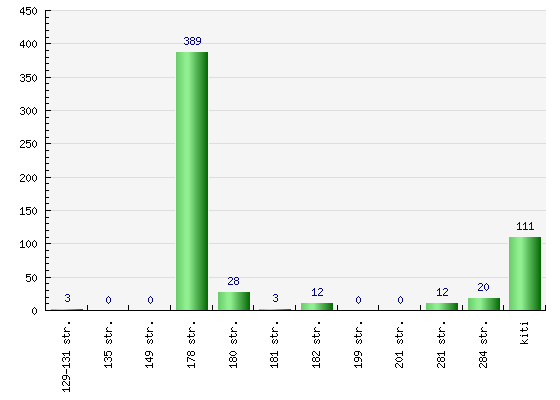 450
400
350
300
250
200
150
100
50
0
3
0
0
389
28
3
12
0
0
12
20
111
129-131 str.
135 str.
149 str.
178 str.
180 str.
181 str.
182 str.
199 str.
201 str.
281 str.
284 str.
kiti